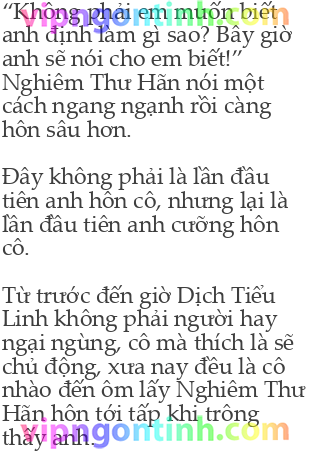 “Không phải em muốn biết
anh định làm gì sao? Bây giờ
anh sẽ nói cho em biết!”
Nghiêm Thư Hãn nói một
cách ngang ngạnh rồi càng
hôn sâu hơn.
Đây không phải là lần đầu
tiên anh hôn cô, nhưng lại là
lần đầu tiên anh cưỡng hôn
cô.
Từ trước đến giờ Dịch Tiểu
Linh không phải người hay
ngại ngùng, cô mà thích là sẽ
chủ động, xưa nay đều là cô
nhào đến ôm lấy Nghiêm Thư
Hãn hôn tới tấp khi trông
thấy anh.
vipngontinh.com
vipngontinh.com